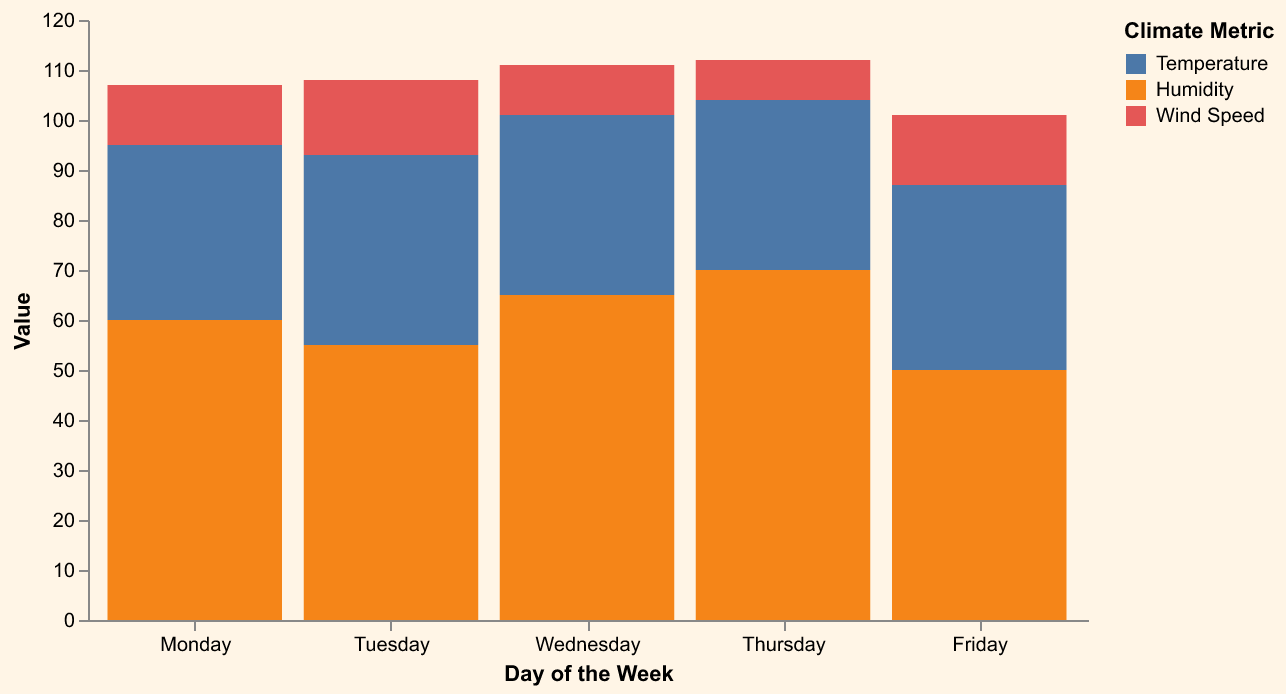 Climate Metric
Temperature
Humidity
Wind Speed
Value
120
110
100
90
80
70
60
50
40
30
20
10
0
Monday Tuesday Wednesday Thursday Friday
Day of the Week